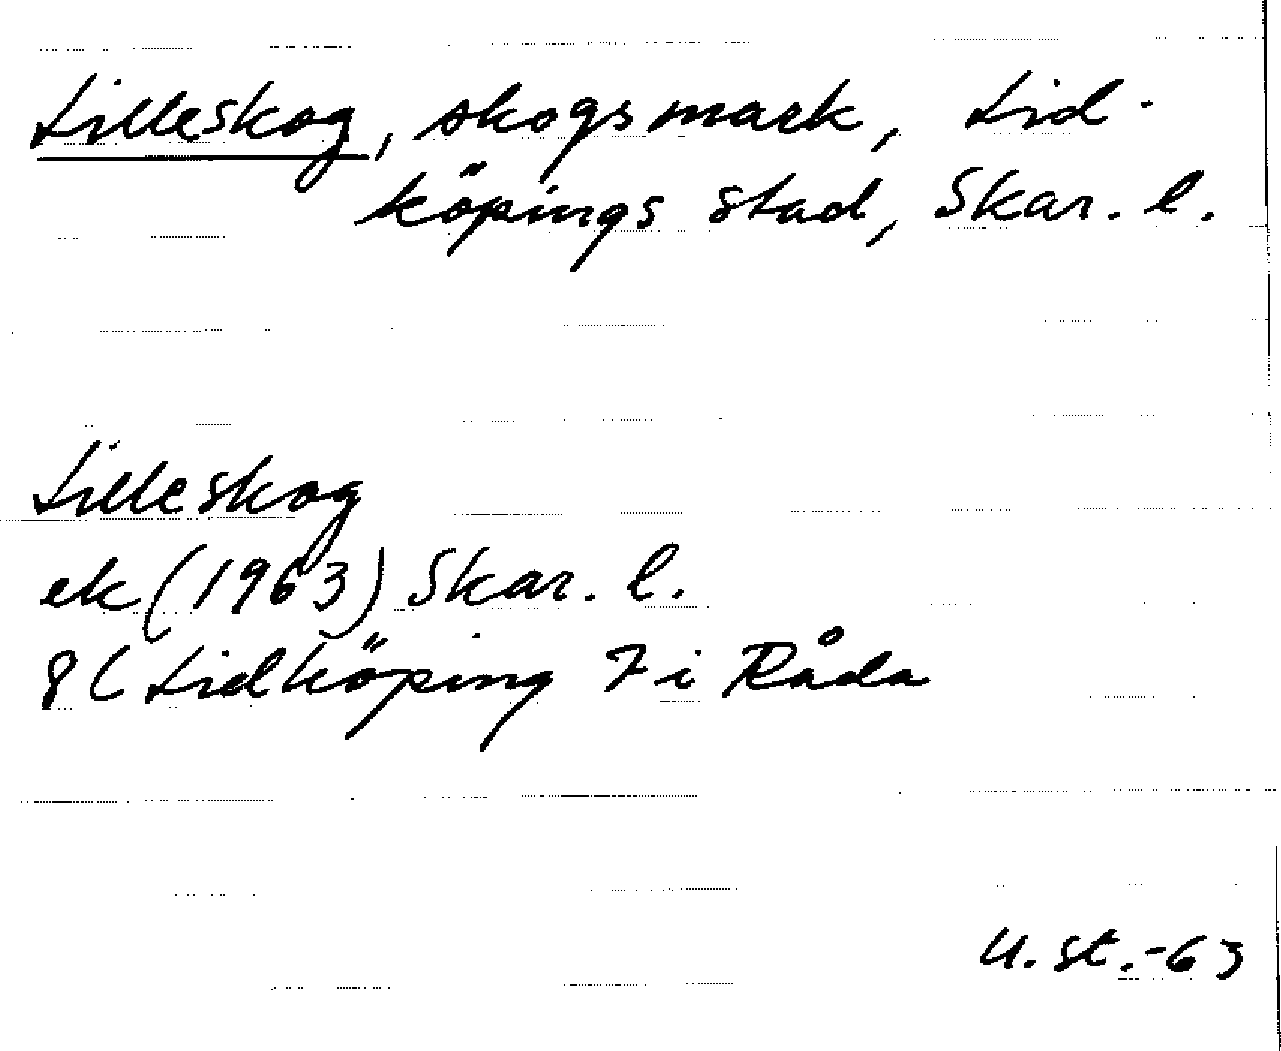 Lilleskog, skogsmark, Lid-
köpings stad, Skar. l.
Lilleskog
ek (1963) Skar. l.
8C Lidköping 7 i Råda
U. st. -63